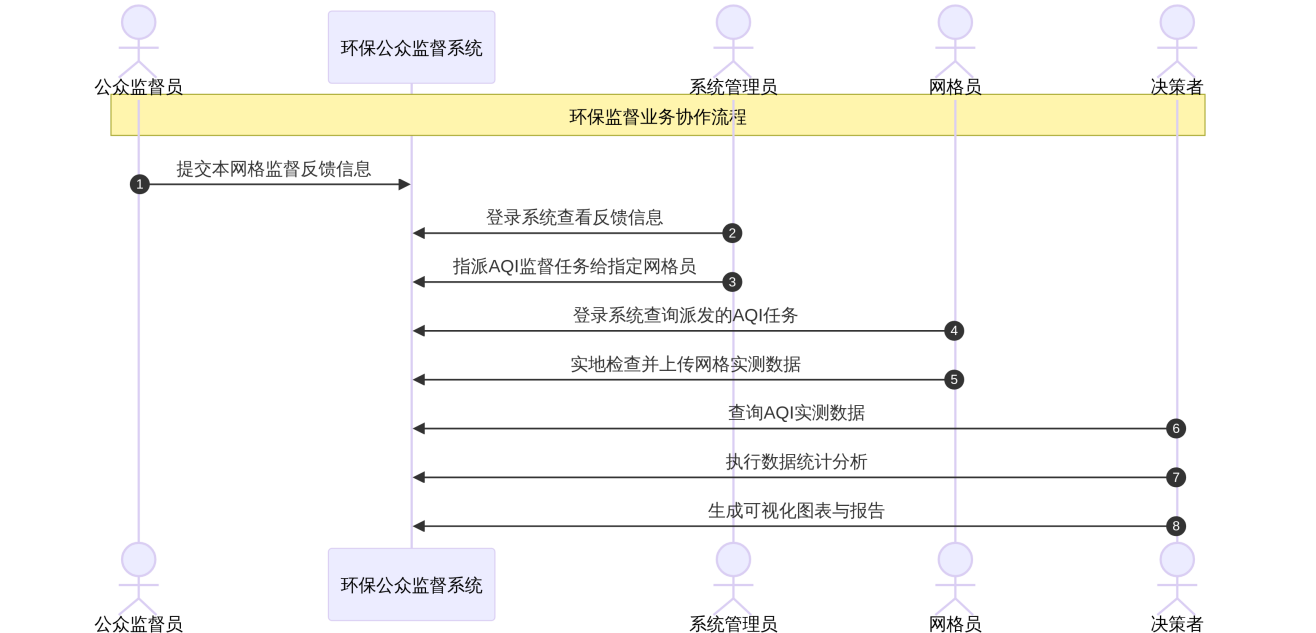 公众监督员
环保公众监督系统
系统管理员
网格员
决策者
环保监督业务协作流程
提交本网格监督反馈信息
1
登录系统查看反馈信息
2
指派AQI监督任务给指定网格员
3
登录系统查询派发的AQI任务
4
实地检查并上传网格实测数据
5
查询AQI实测数据
6
执行数据统计分析
7
生成可视化图表与报告
8
公众监督员
环保公众监督系统
系统管理员
网格员
决策者